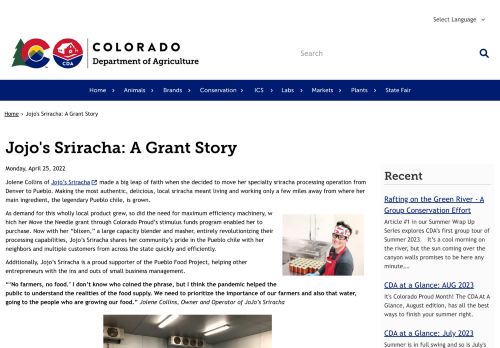 Select Language
COLORADO
Department of Agriculture
CDA
Search
Home
Animals
Brands
Conservation
ICS
Labs
Markets
Plants
State Fair
Home › Jojo's Sriracha: A Grant Story
Jojo's Sriracha: A Grant Story
Monday, April 25, 2022
Jolene Collins of Jojo's Sriracha made a big leap of faith when she decided to move her specialty sriracha processing operation from
Denver to Pueblo. Making the most authentic, delicious, local sriracha meant living and working only a few miles away from where her
main ingredient, the legendary Pueblo chile, is grown.
As demand for this wholly local product grew, so did the need for maximum efficiency machinery, w
hich her Move the Needle grant through Colorado Proud's stimulus funds program enabled her to
purchase. Now with her "blixen," a large capacity blender and masher, entirely revolutionizing their
processing capabilities, Jojo's Sriracha shares her community's pride in the Pueblo chile with her
neighbors and multiple customers from across the state quickly and efficiently.
Additionally, Jojo's Sriracha is a proud supporter of the Pueblo Food Project, helping other
entrepreneurs with the ins and outs of small business management.
"'No farmers, no food.' I don't know who coined the phrase, but I think the pandemic helped the
public to understand the realities of the food supply. We need to prioritize the importance of our farmers and also that water,
going to the people who are growing our food." Jolene Collins, Owner and Operator of JoJo's Sriracha
Recent
Rafting on the Green River - A
Group Conservation Effort
Article #1 in our Summer Wrap Up
Series explores CDA's first group tour of
Summer 2023. It's a cool morning on
the river, but the sun coming over the
canyon walls promises to be here any
minute....
CDA at a Glance: AUG 2023
It's Colorado Proud Month! The CDA At A
Glance, August edition, has all the best
ways to finish your summer right.
CDA at a Glance: July 2023
Summer is in full swing and so is July's